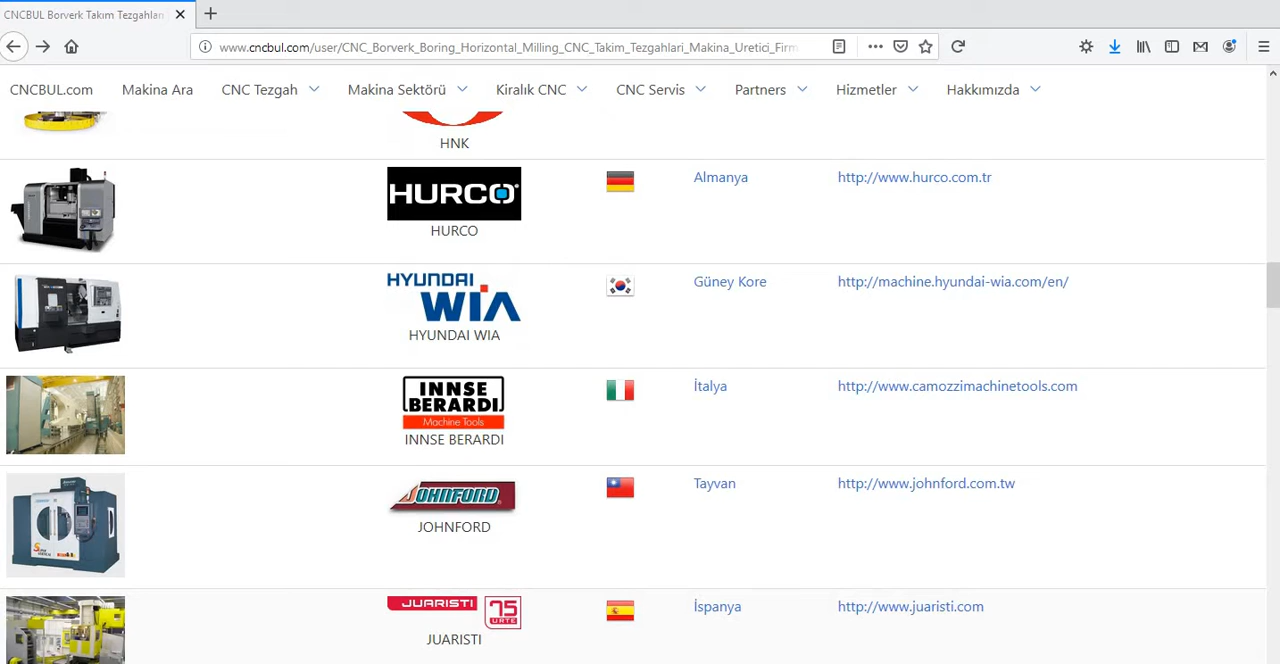 CNCBUL Borverk Takım Tezgahları
www.cncbul.com/user/CNC_Borverk_Boring_Horizontal_Milling_CNC_Takim_Tezgahlari_Makina_Uretici_Firm
CNCBUL.com Makina Ara CNC Tezgah Makina Sektörü Kiralık CNC CNC Servis Partners Hizmetler Hakkımızda
HNK
HURCO
HURCO
Almanya
http://www.hurco.com.tr
HYUNDAI
WIA
HYUNDAI WIA
Güney Kore
http://machine.hyundai-wia.com/en/
INNSE
BERARDI
Machine Tools
INNSE BERARDI
İtalya
http://www.camozzimachinetools.com
JOHNFORD
JOHNFORD
Tayvan
http://www.johnford.com.tw
JUARISTI 75
URTE
JUARISTI
İspanya
http://www.juaristi.com